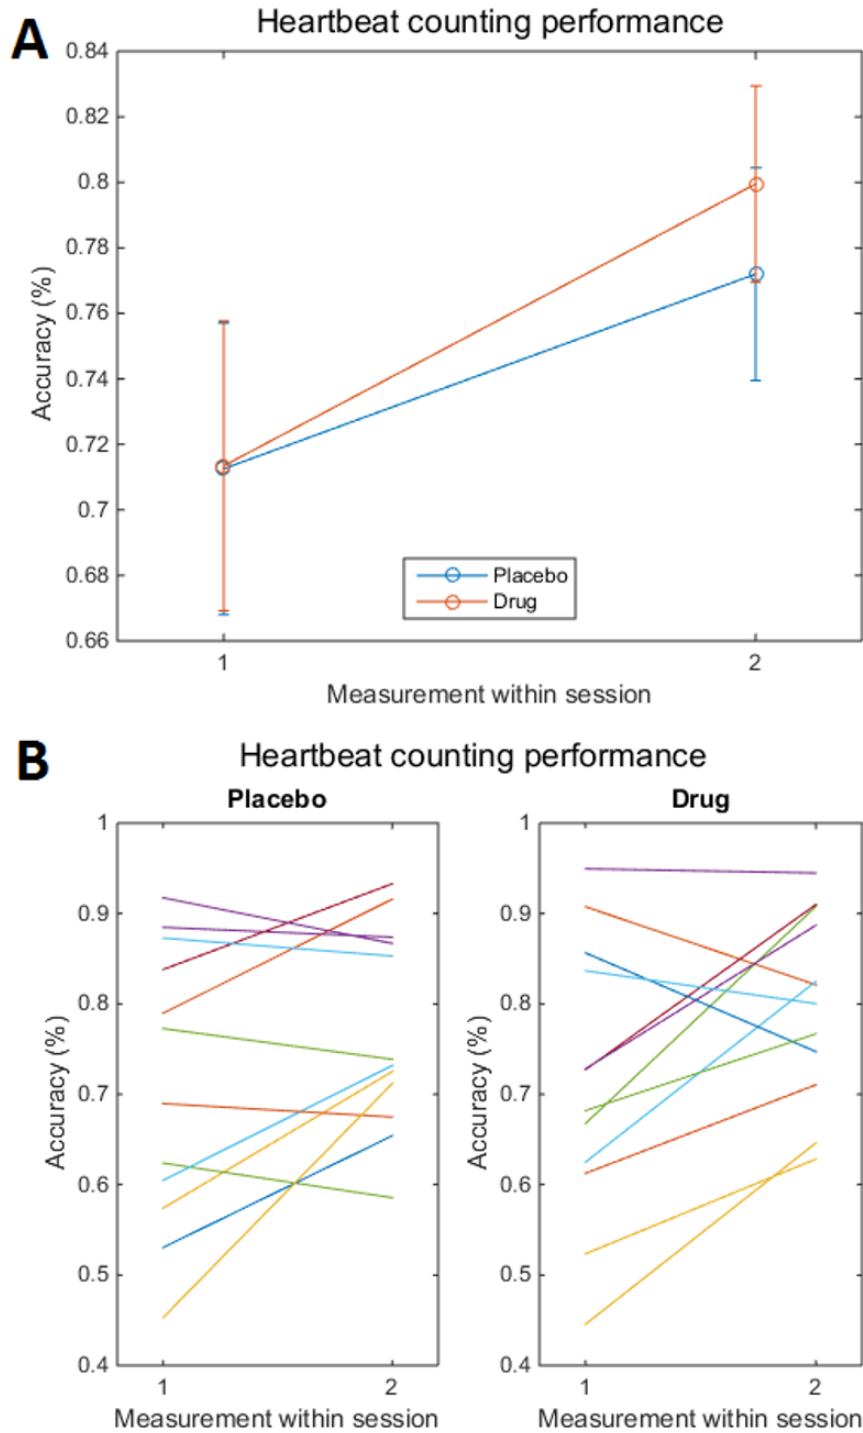 A
Heartbeat counting performance
0.84
0.82
0.8
0.78
0.76
0.74
0.72
0.7
0.68
0.66
Accuracy (%)
Placebo
Drug
1
2
Measurement within session
B
Heartbeat counting performance
Placebo
1
0.9
0.8
0.7
0.6
0.5
0.4
Accuracy (%)
1
2
Measurement within session
Drug
1
0.9
0.8
0.7
0.6
0.5
0.4
Accuracy (%)
1
2
Measurement within session